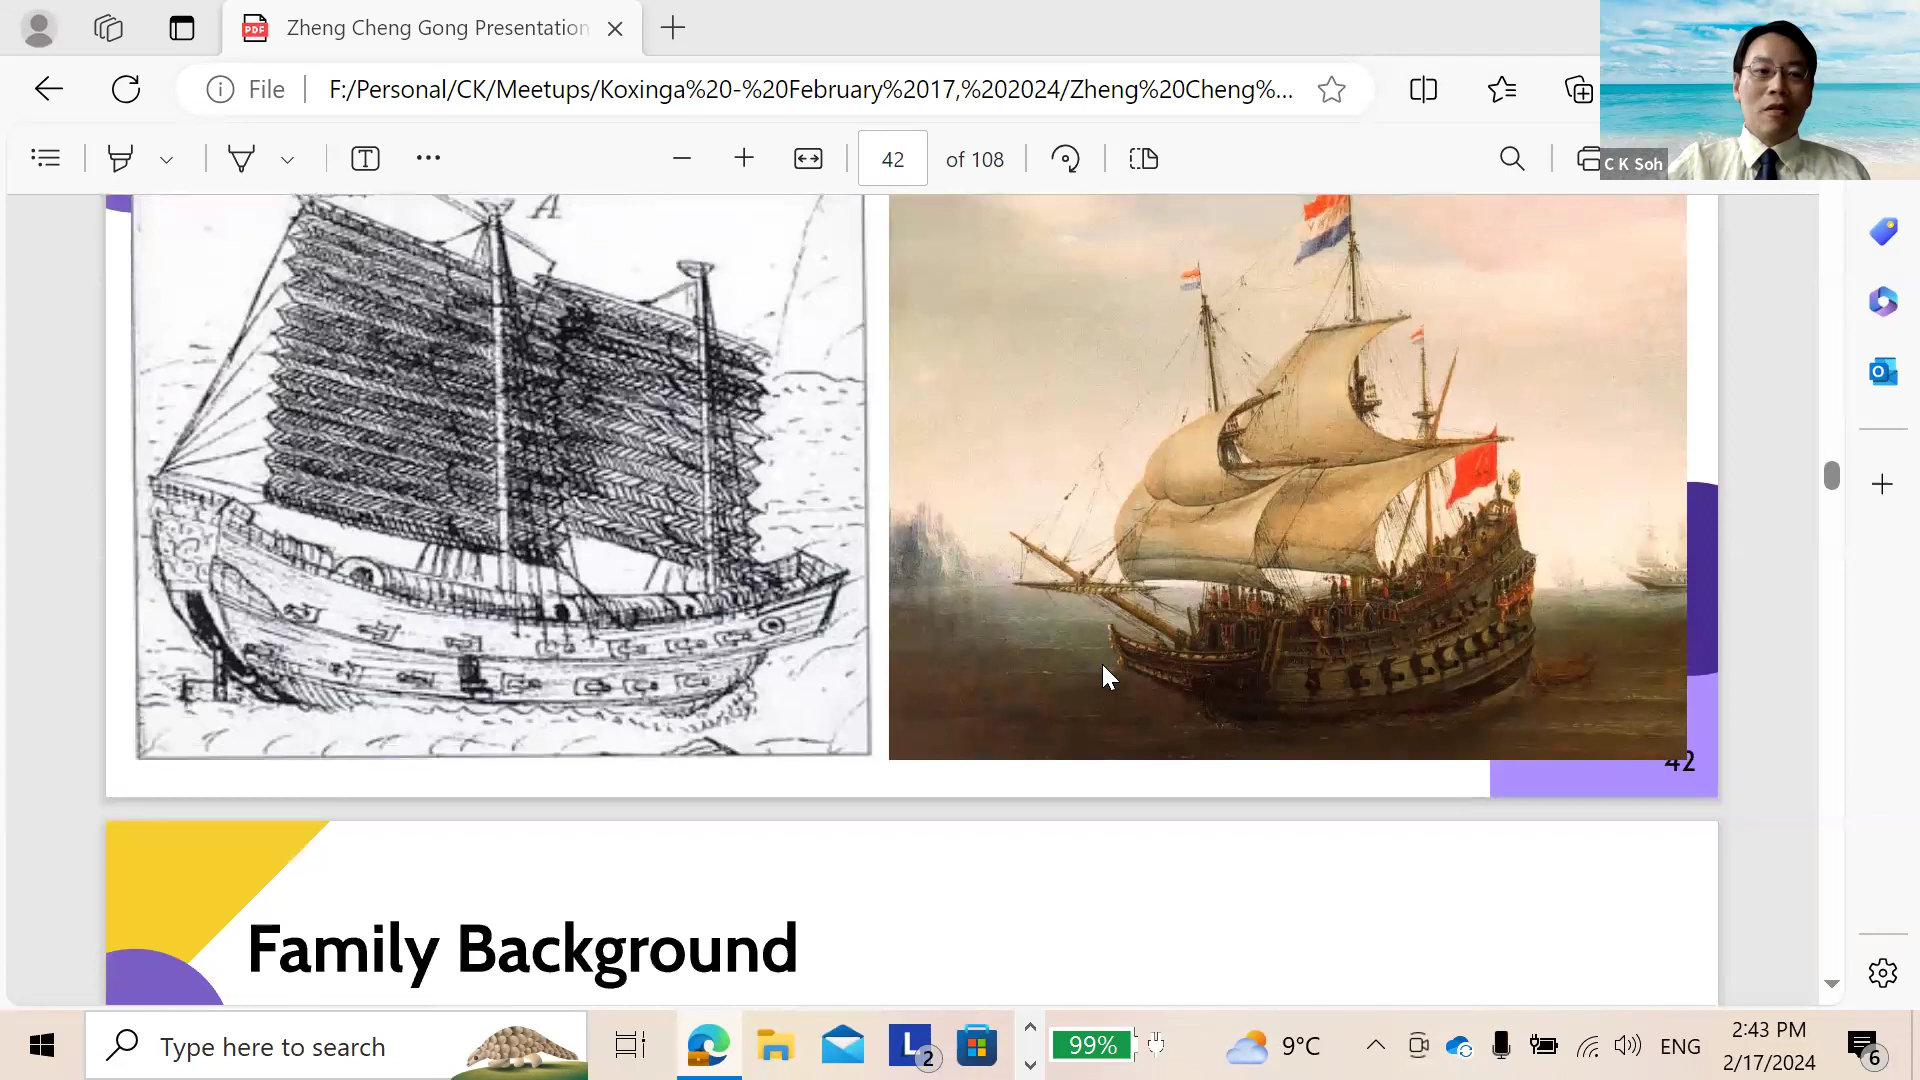 Zheng Cheng Gong Presentation
File
F:/Personal/CK/Meetups/Koxinga%20-%20February%2017,%202024/Zheng%20Cheng%...
42 of 108
C K Soh
A
42
Family Background
Type here to search
L 2
99%
9°C
ENG
2:43 PM
2/17/2024
6